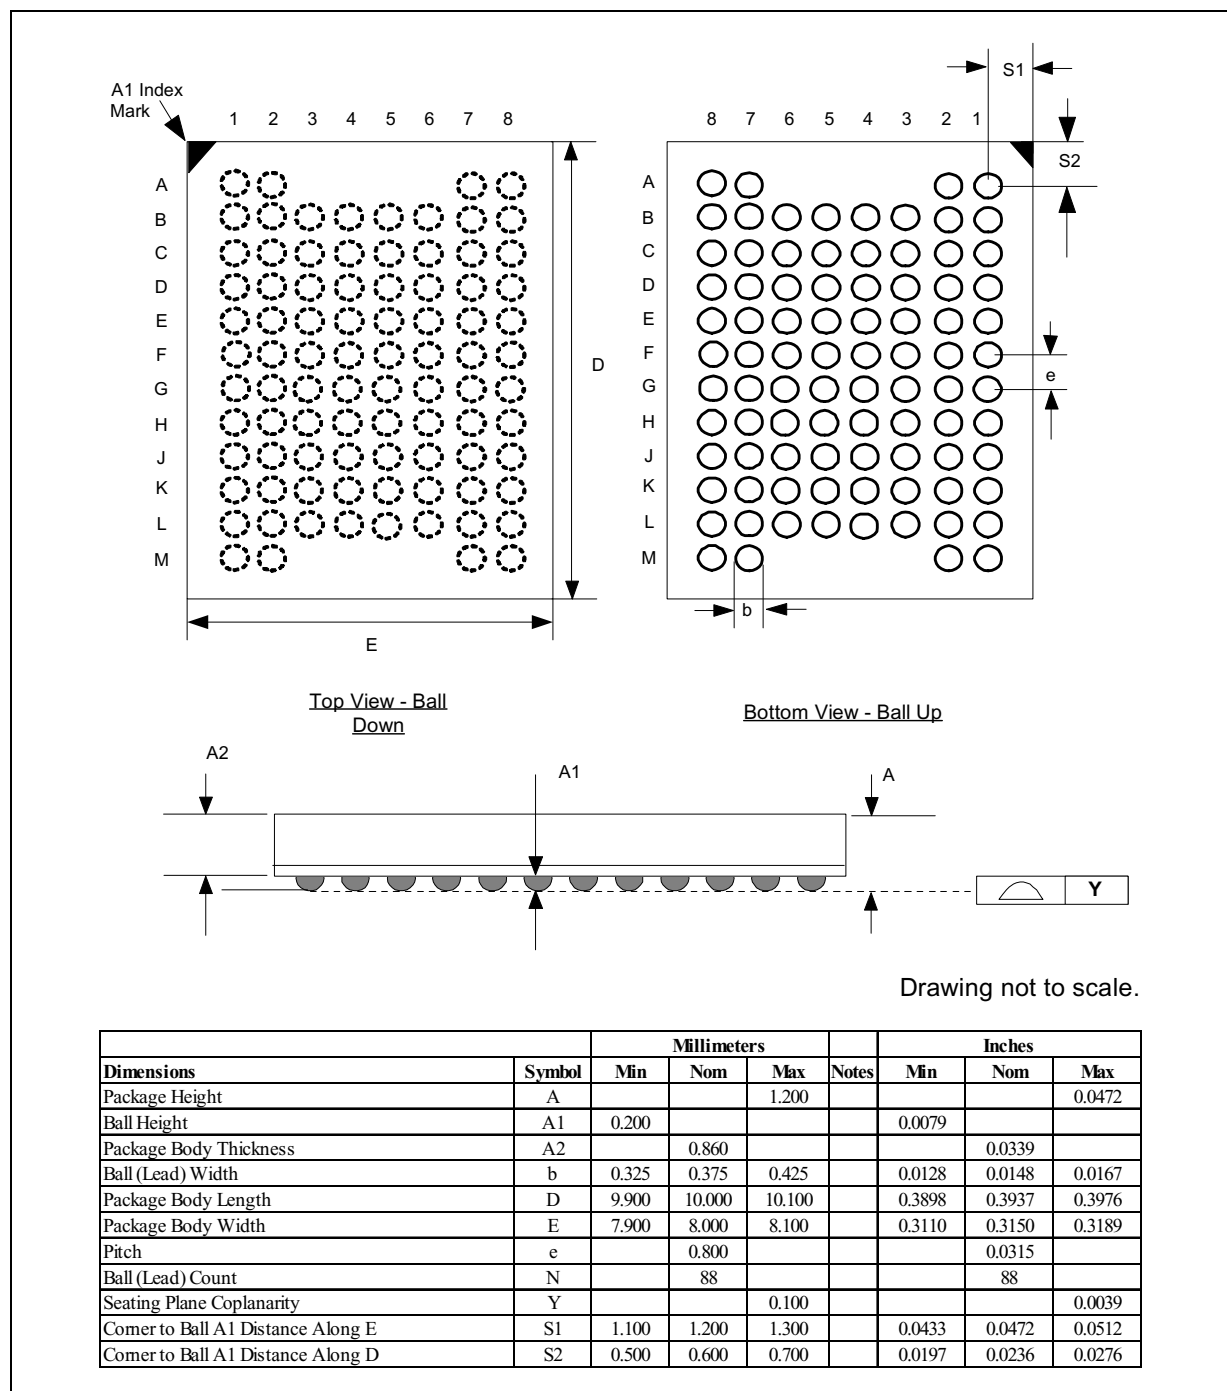 S1
A1 Index
Mark
1 2 3 4 5 6 7 8
8 7 6 5 4 3 2 1
S2
A
B
C
D
E
F
G
H
J
K
L
M
D
E
A
B
C
D
E
F
G
H
J
K
L
M
e
b
Top View - Ball
Down
Bottom View - Ball Up
A2
A1
A
Y
Drawing not to scale.
Millimeters Inches
Dimensions Symbol Min Nom Max Notes Min Nom Max
Package Height A 1.200 0.0472
Ball Height A1 0.200 0.0079
Package Body Thickness A2 0.860 0.0339
Ball (Lead) Width b 0.325 0.375 0.425 0.0128 0.0148 0.0167
Package Body Length D 9.900 10.000 10.100 0.3898 0.3937 0.3976
Package Body Width E 7.900 8.000 8.100 0.3110 0.3150 0.3189
Pitch e 0.800 0.0315
Ball (Lead) Count N 88 88
Seating Plane Coplanarity Y 0.100 0.0039
Corner to Ball A1 Distance Along E S1 1.100 1.200 1.300 0.0433 0.0472 0.0512
Corner to Ball A1 Distance Along D S2 0.500 0.600 0.700 0.0197 0.0236 0.0276